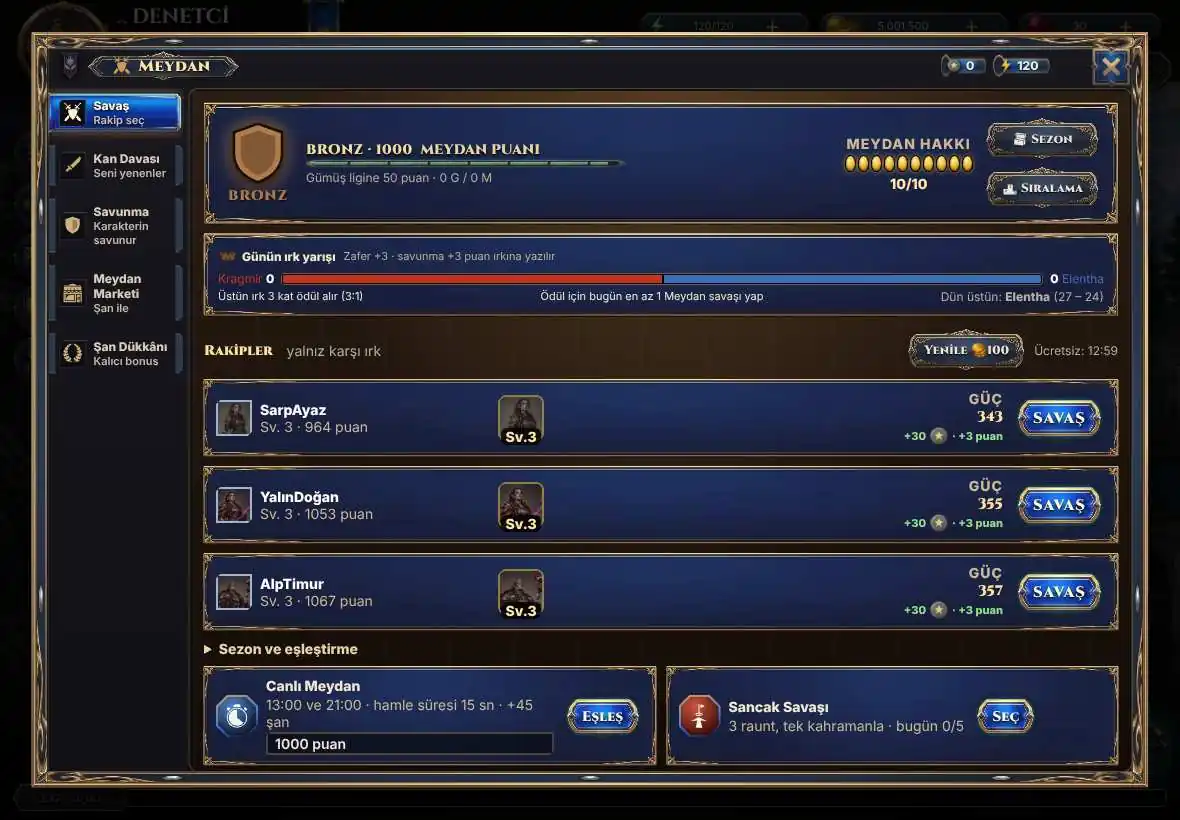 DENETCİ
120/120
5 001 500
30
MEYDAN
0
120
Savaş
Rakip seç
Kan Davası
Seni yenenler
Savunma
Karakterin
savunur
Meydan
Marketi
Şan ile
Şan Dükkânı
Kalıcı bonus
BRONZ
BRONZ · 1000 MEYDAN PUANI
Gümüş ligine 50 puan · 0 G / 0 M
MEYDAN HAKKI
10/10
SEZON
SIRALAMA
Günün ırk yarışı Zafer +3 · savunma +3 puan ırkına yazılır
Kragmir 0
0 Elentha
Üstün ırk 3 kat ödül alır (3:1)
Ödül için bugün en az 1 Meydan savaşı yap
Dün üstün: Elentha (27 – 24)
RAKİPLER yalnız karşı ırk
YENİLE 100
Ücretsiz: 12:59
SarpAyaz
Sv. 3 · 964 puan
Sv.3
GÜÇ
343
+30 · +3 puan
SAVAŞ
YalınDoğan
Sv. 3 · 1053 puan
Sv.3
GÜÇ
355
+30 · +3 puan
SAVAŞ
AlpTimur
Sv. 3 · 1067 puan
Sv.3
GÜÇ
357
+30 · +3 puan
SAVAŞ
Sezon ve eşleştirme
Canlı Meydan
13:00 ve 21:00 · hamle süresi 15 sn · +45
şan
1000 puan
EŞLEŞ
Sancak Savaşı
3 raunt, tek kahramanla · bugün 0/5
SEÇ